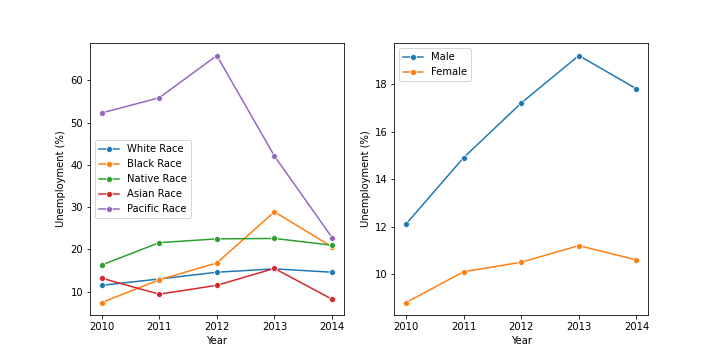 Unemployment (%)
60
50
40
30
20
10
White Race
Black Race
Native Race
Asian Race
Pacific Race
2010 2011 2012 2013 2014
Year
Unemployment (%)
18
16
14
12
10
Male
Female
2010 2011 2012 2013 2014
Year